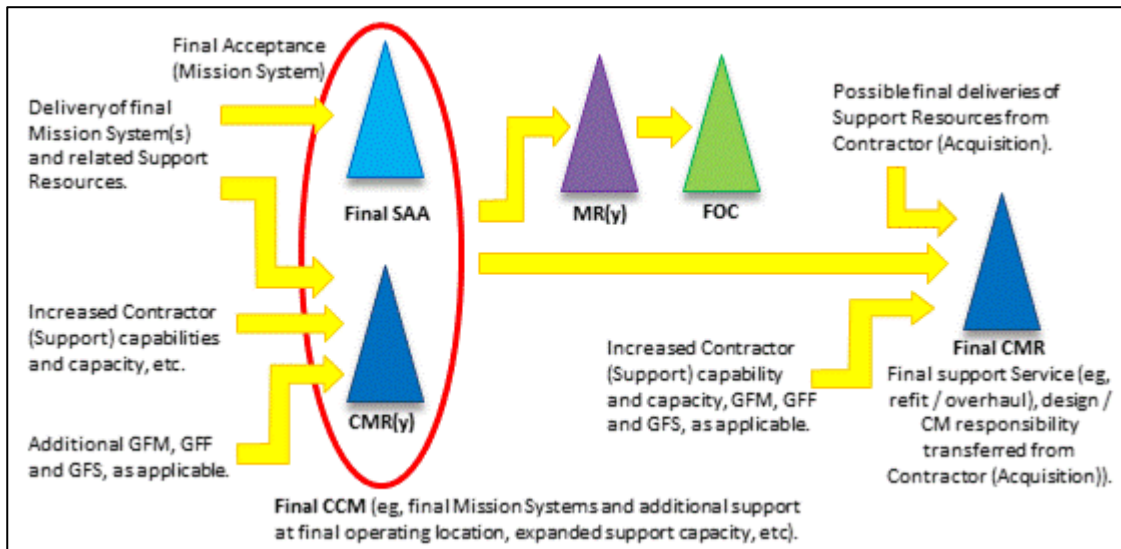 Final Acceptance
(Mission System)
Delivery of final
Mission System(s)
and related Support
Resources.
Final SAA
MR(y)
FOC
Possible final deliveries of
Support Resources from
Contractor (Acquisition).
Increased Contractor
(Support) capabilities
and capacity, etc.
Additional GFM, GFF
and GFS, as applicable.
CMR(y)
Increased Contractor
(Support) capability
and capacity, GFM, GFF
and GFS, as applicable.
Final CMR
Final support Service (eg,
refit / overhaul), design /
CM responsibility
transferred from
Contractor (Acquisition)).
Final CCM (eg, final Mission Systems and additional support
at final operating location, expanded support capacity, etc).